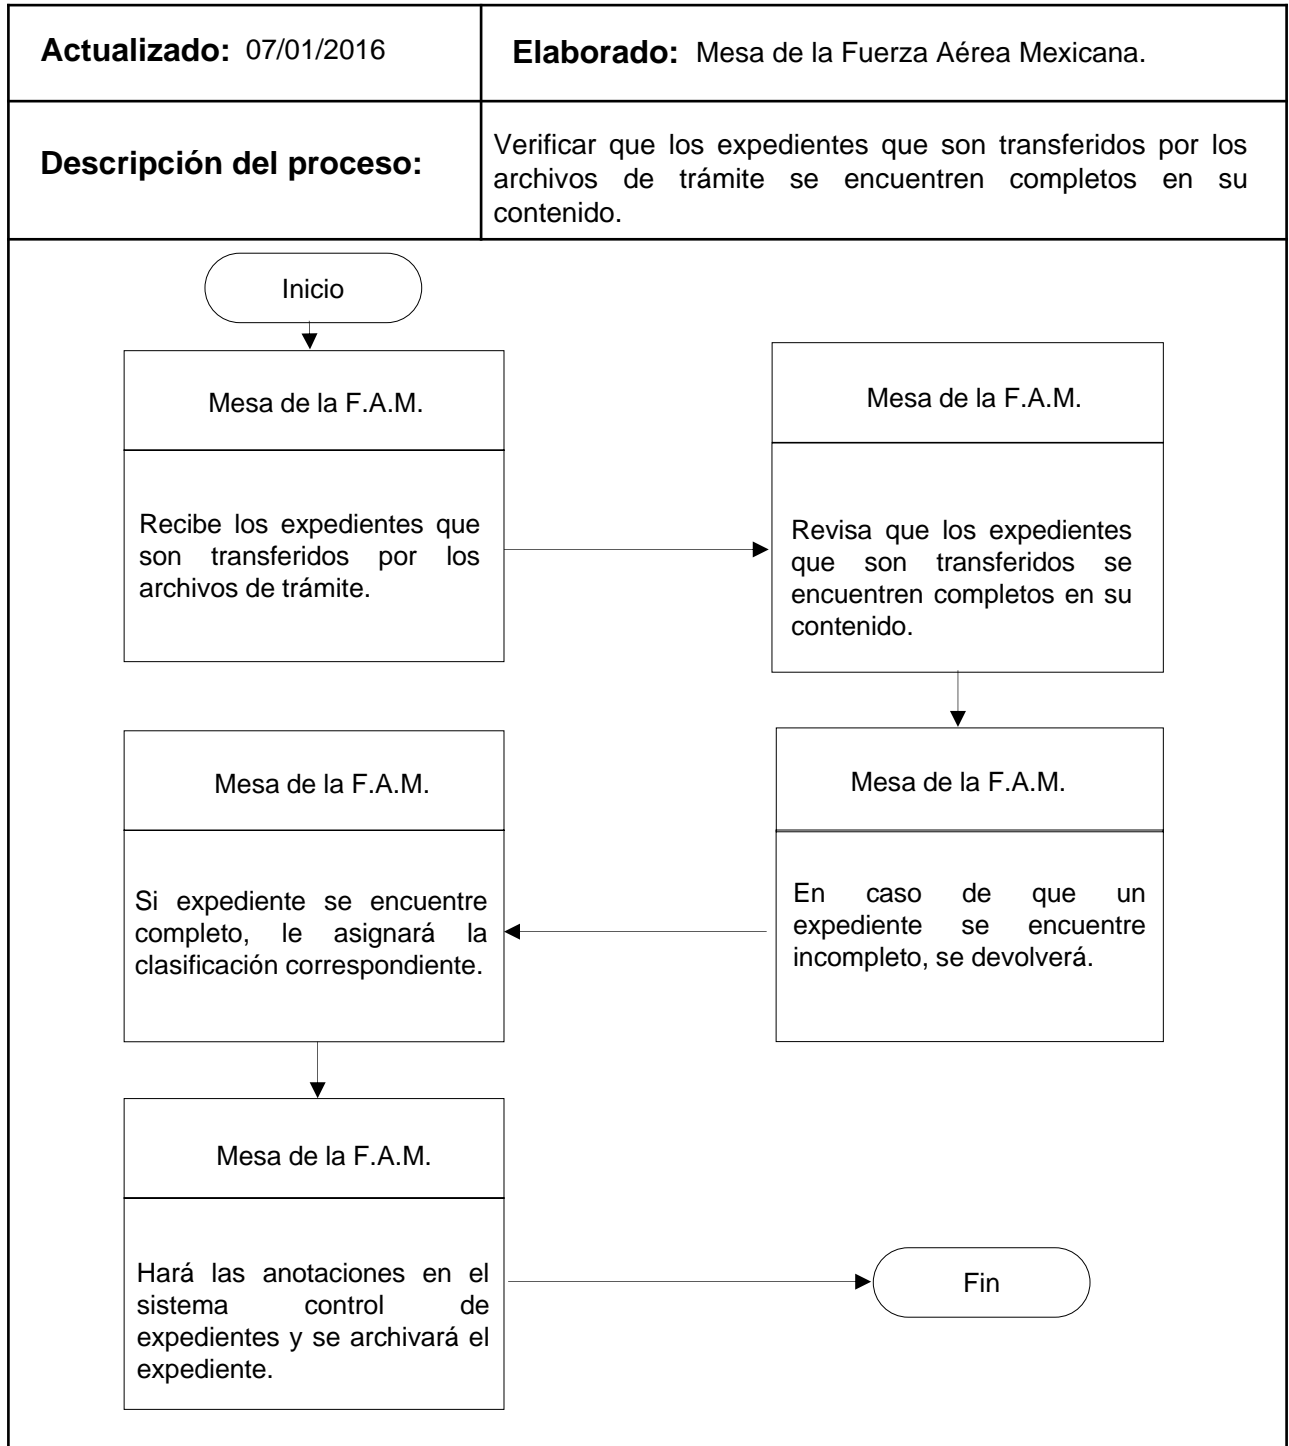 Actualizado: 07/01/2016
Elaborado: Mesa de la Fuerza Aérea Mexicana.
Descripción del proceso:
Verificar que los expedientes que son transferidos por los
archivos de trámite se encuentren completos en su
contenido.
Inicio
Mesa de la F.A.M.
Recibe los expedientes que
son transferidos por los
archivos de trámite.
Mesa de la F.A.M.
Revisa que los expedientes
que son transferidos se
encuentren completos en su
contenido.
Mesa de la F.A.M.
En caso de que un
expediente se encuentre
incompleto, se devolverá.
Mesa de la F.A.M.
Si expediente se encuentre
completo, le asignará la
clasificación correspondiente.
Mesa de la F.A.M.
Hará las anotaciones en el
sistema control de
expedientes y se archivará el
expediente.
Fin